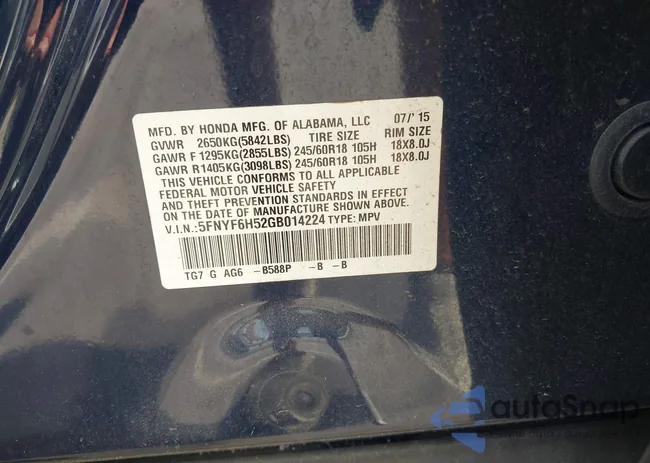 MFD. BY HONDA MFG. OF ALABAMA, LLC 07/'15
GVWR 2650KG(5842LBS) TIRE SIZE RIM SIZE
GAWR F 1295KG(2855LBS) 245/60R18 105H 18X8.0J
GAWR R1405KG(3098LBS) 245/60R18 105H 18X8.0J
THIS VEHICLE CONFORMS TO ALL APPLICABLE
FEDERAL MOTOR VEHICLE SAFETY
AND THEFT PREVENTION STANDARDS
IN EFFECT ON THE
DATE OF MANUFACTURE SHOWN ABOVE.
V.I.N.:5FNYF6H52GB014224 TYPE: MPV
TG7 G AG6 -B588P -B -B
autoSnap